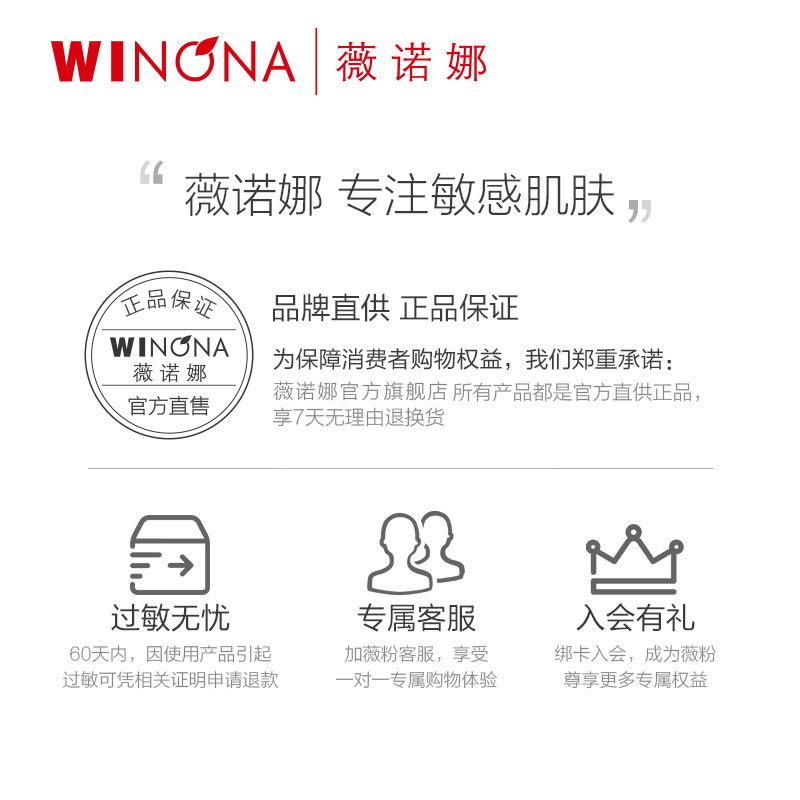 WINONA 薇诺娜
“薇诺娜 专注敏感肌肤”
正品保证
WINONA
薇诺娜
官方直售
品牌直供 正品保证
为保障消费者购物权益，我们郑重承诺：
薇诺娜官方旗舰店 所有产品都是官方直供正品，
享7天无理由退换货
过敏无忧
60天内，因使用产品引起
过敏可凭相关证明申请退款
专属客服
加薇粉客服，享受
一对一专属购物体验
入会有礼
绑卡入会，成为薇粉
尊享更多专属权益